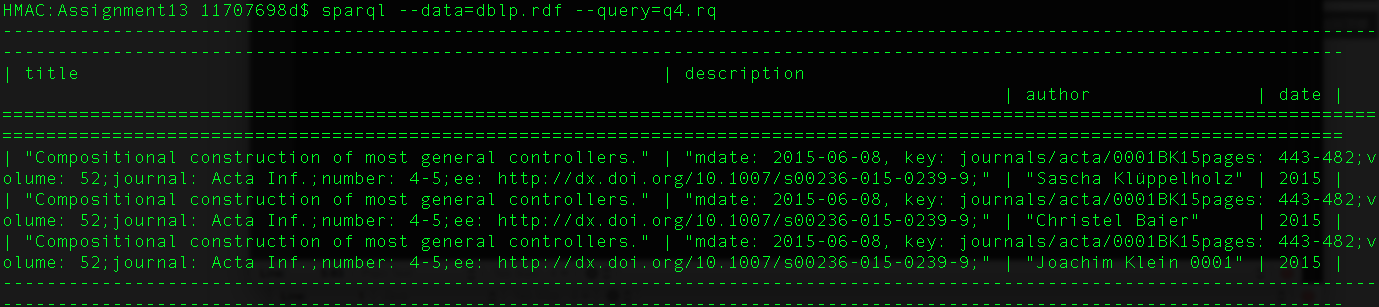 HMAC:Assignment13 11707698d$ sparql --data=dblp.rdf --query=q4.rq
------------------------------------------------------------------------------------------------------------------------------
---------------------------------------------------------------------------------------------------------------------------
| title                                                     | description
                                                                                            | author               | date |
==============================================================================================================================
===========================================================================================================================
| "Compositional construction of most general controllers." | "mdate: 2015-06-08, key: journals/acta/0001BK15pages: 443-482;v
olume: 52;journal: Acta Inf.;number: 4-5;ee: http://dx.doi.org/10.1007/s00236-015-0239-9;" | "Sascha Klüppelholz" | 2015 |
| "Compositional construction of most general controllers." | "mdate: 2015-06-08, key: journals/acta/0001BK15pages: 443-482;v
olume: 52;journal: Acta Inf.;number: 4-5;ee: http://dx.doi.org/10.1007/s00236-015-0239-9;" | "Christel Baier"     | 2015 |
| "Compositional construction of most general controllers." | "mdate: 2015-06-08, key: journals/acta/0001BK15pages: 443-482;v
olume: 52;journal: Acta Inf.;number: 4-5;ee: http://dx.doi.org/10.1007/s00236-015-0239-9;" | "Joachim Klein 0001" | 2015 |
------------------------------------------------------------------------------------------------------------------------------
---------------------------------------------------------------------------------------------------------------------------